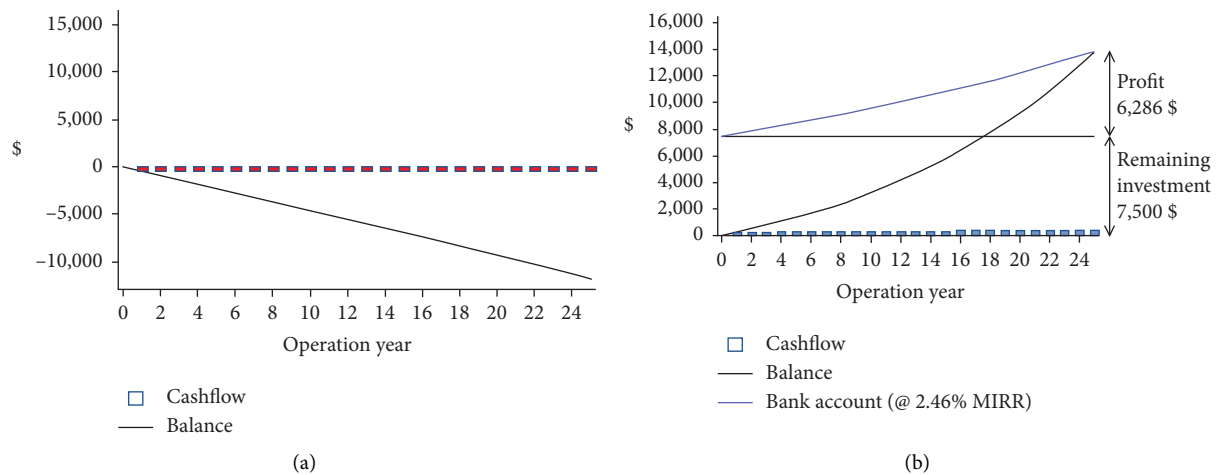 15,000
10,000
5,000
0
–5,000
–10,000
$
0 2 4 6 8 10 12 14 16 18 20 22 24
Operation year
Cashflow
Balance
(a)
16,000
14,000
12,000
10,000
8,000
6,000
4,000
2,000
0
$
0 2 4 6 8 10 12 14 16 18 20 22 24
Operation year
Profit
6,286 $
Remaining
investment
7,500 $
Cashflow
Balance
Bank account (@ 2.46% MIRR)
(b)